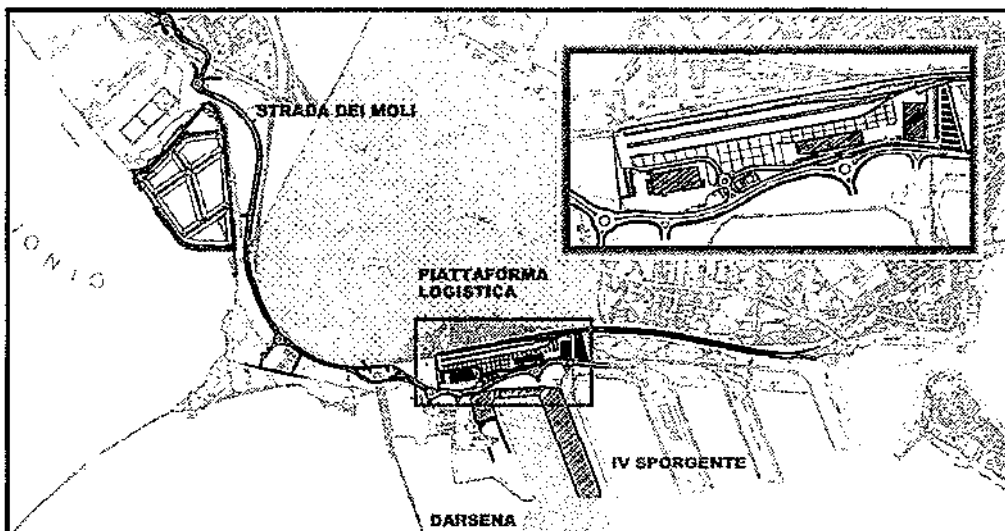 STRADA DEI MOLI
PIATTAFORMA
LOGISTICA
IV SPORGENTE
DARSENA